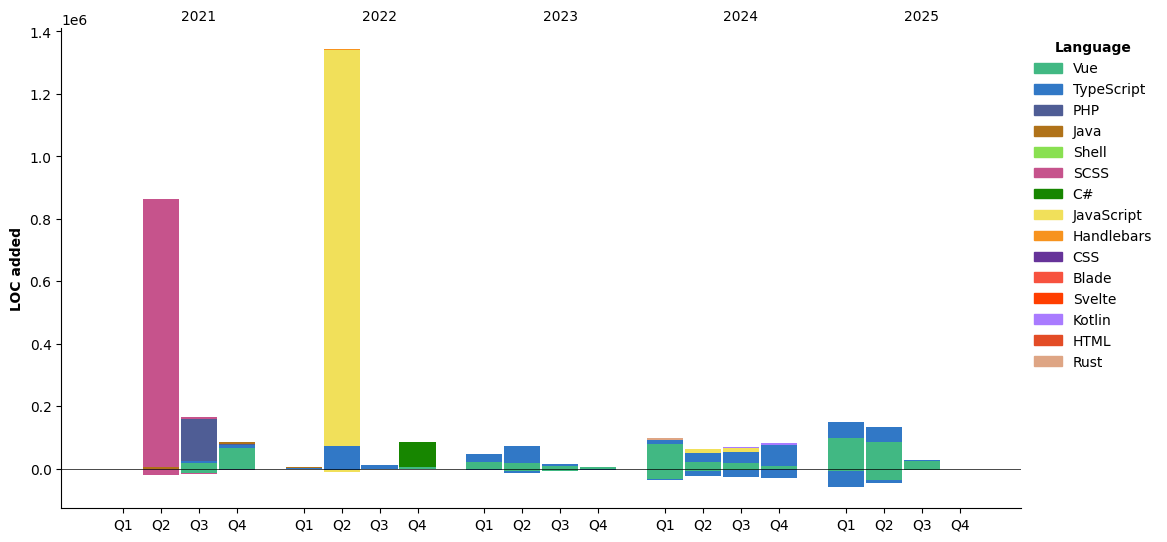 1e6
2021 2022 2023 2024 2025
1.4
1.2
1.0
0.8
0.6
0.4
0.2
0.0
LOC added
Q1 Q2 Q3 Q4 Q1 Q2 Q3 Q4 Q1 Q2 Q3 Q4 Q1 Q2 Q3 Q4 Q1 Q2 Q3 Q4
Language
Vue
TypeScript
PHP
Java
Shell
SCSS
C#
JavaScript
Handlebars
CSS
Blade
Svelte
Kotlin
HTML
Rust